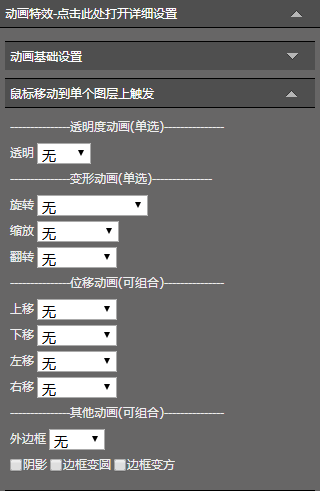 动画特效-点击此处打开详细设置
动画基础设置
鼠标移动到单个图层上触发
---------------透明度动画(单选)---------------
透明 无
---------------变形动画(单选)---------------
旋转 无
缩放 无
翻转 无
---------------位移动画(可组合)---------------
上移 无
下移 无
左移 无
右移 无
---------------其他动画(可组合)---------------
外边框 无
阴影 边框变圆 边框变方